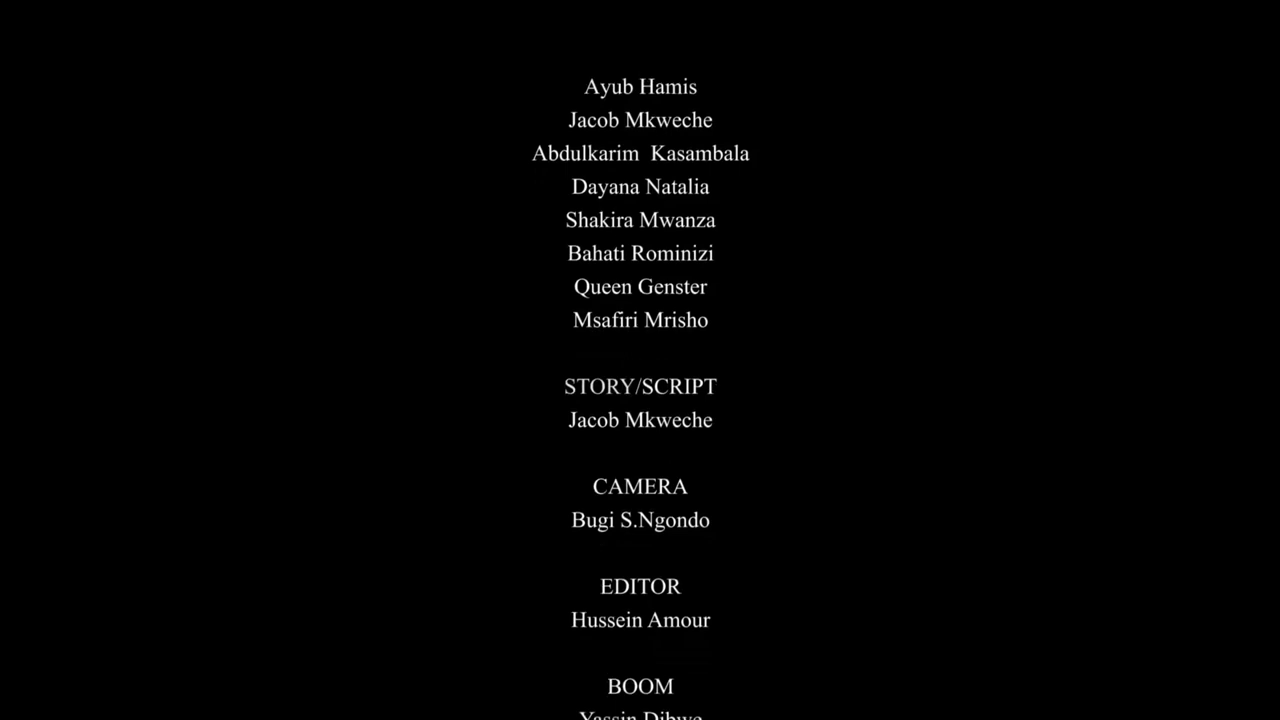 Ayub Hamis
Jacob Mkweche
Abdulkarim  Kasambala
Dayana Natalia
Shakira Mwanza
Bahati Rominizi
Queen Genster
Msafiri Mrisho
STORY/SCRIPT
Jacob Mkweche
CAMERA
Bugi S.Ngondo
EDITOR
Hussein Amour
BOOM
Yassin